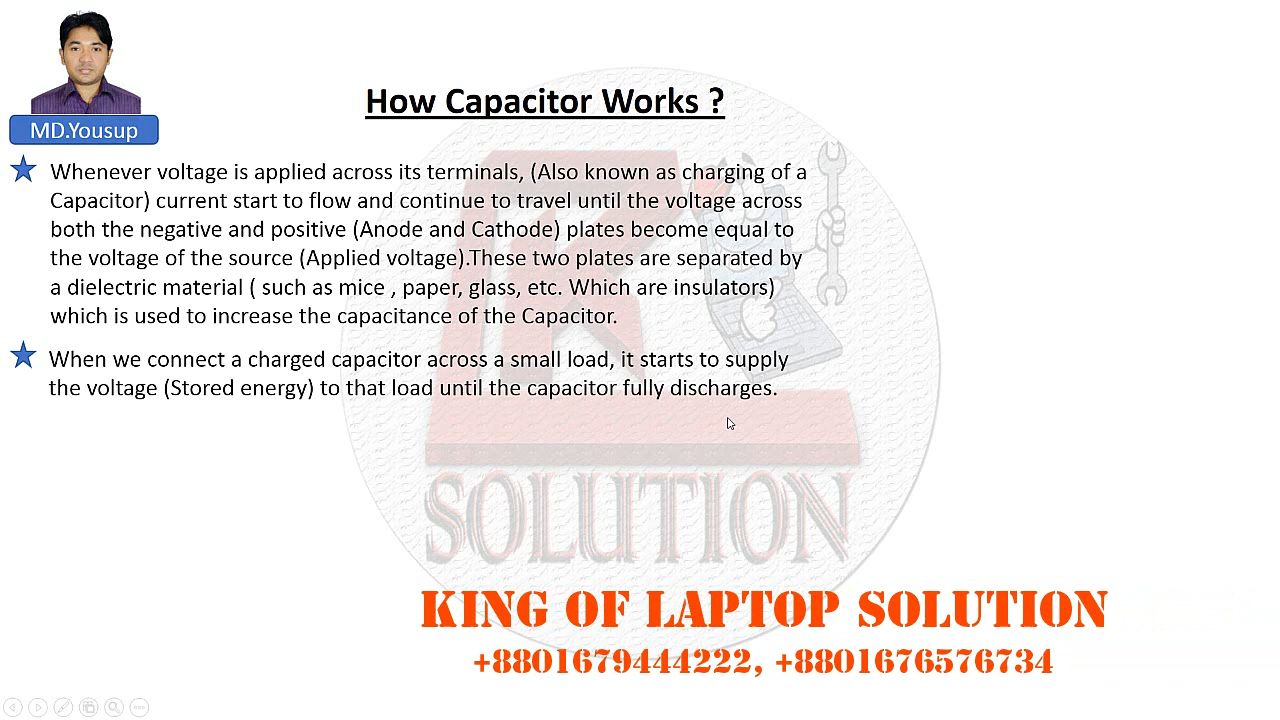 How Capacitor Works ?
MD.Yousup
Whenever voltage is applied across its terminals, (Also known as charging of a
Capacitor) current start to flow and continue to travel until the voltage across
both the negative and positive (Anode and Cathode) plates become equal to
the voltage of the source (Applied voltage).These two plates are separated by
a dielectric material ( such as mice , paper, glass, etc. Which are insulators)
which is used to increase the capacitance of the Capacitor.
When we connect a charged capacitor across a small load, it starts to supply
the voltage (Stored energy) to that load until the capacitor fully discharges.
SOLUTION
KING OF LAPTOP SOLUTION
+8801679444222, +8801676576734